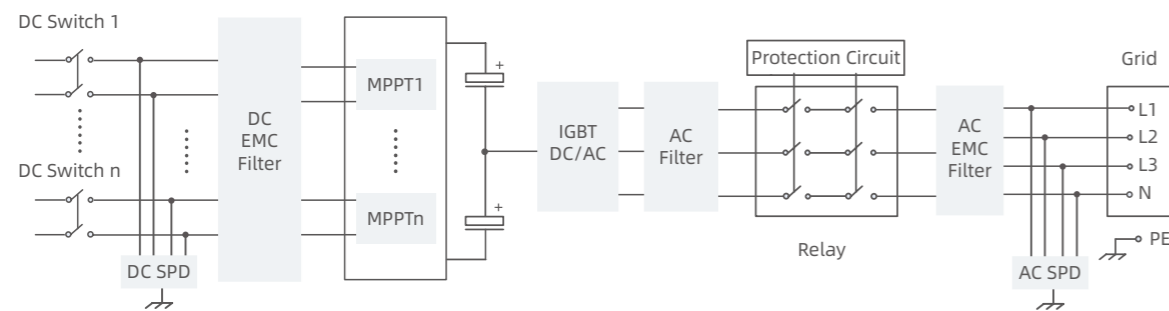 DC Switch 1
DC Switch n
DC SPD
DC
EMC
Filter
MPPT1
MPPTn
+
+
IGBT
DC/AC
AC
Filter
Protection Circuit
Relay
AC
EMC
Filter
AC SPD
Grid
L1
L2
L3
N
PE